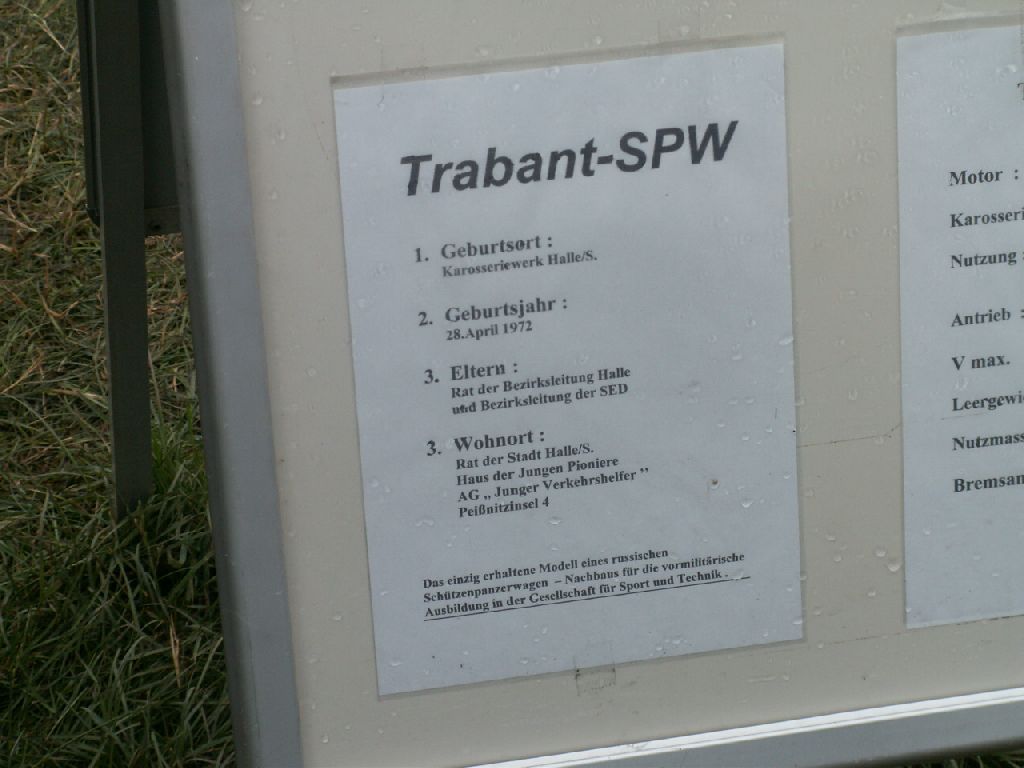 Trabant-SPW
1. Geburtsort :
Karosseriewerk Halle/S.
2. Geburtsjahr :
28.April 1972
3. Eltern :
Rat der Bezirksleitung Halle
und Bezirksleitung der SED
3. Wohnort :
Rat der Stadt Halle/S.
Haus der Jungen Pioniere
AG „ Junger Verkehrshelfer ”
Peißnitzinsel 4
Das einzig erhaltene Modell eines russischen
Schützenpanzerwagen – Nachbaus für die vormilitärische
Ausbildung in der Gesellschaft für Sport und Technik .
Motor :
Karosseri
Nutzung :
Antrieb :
V max.
Leergewi
Nutzmass
Bremsan